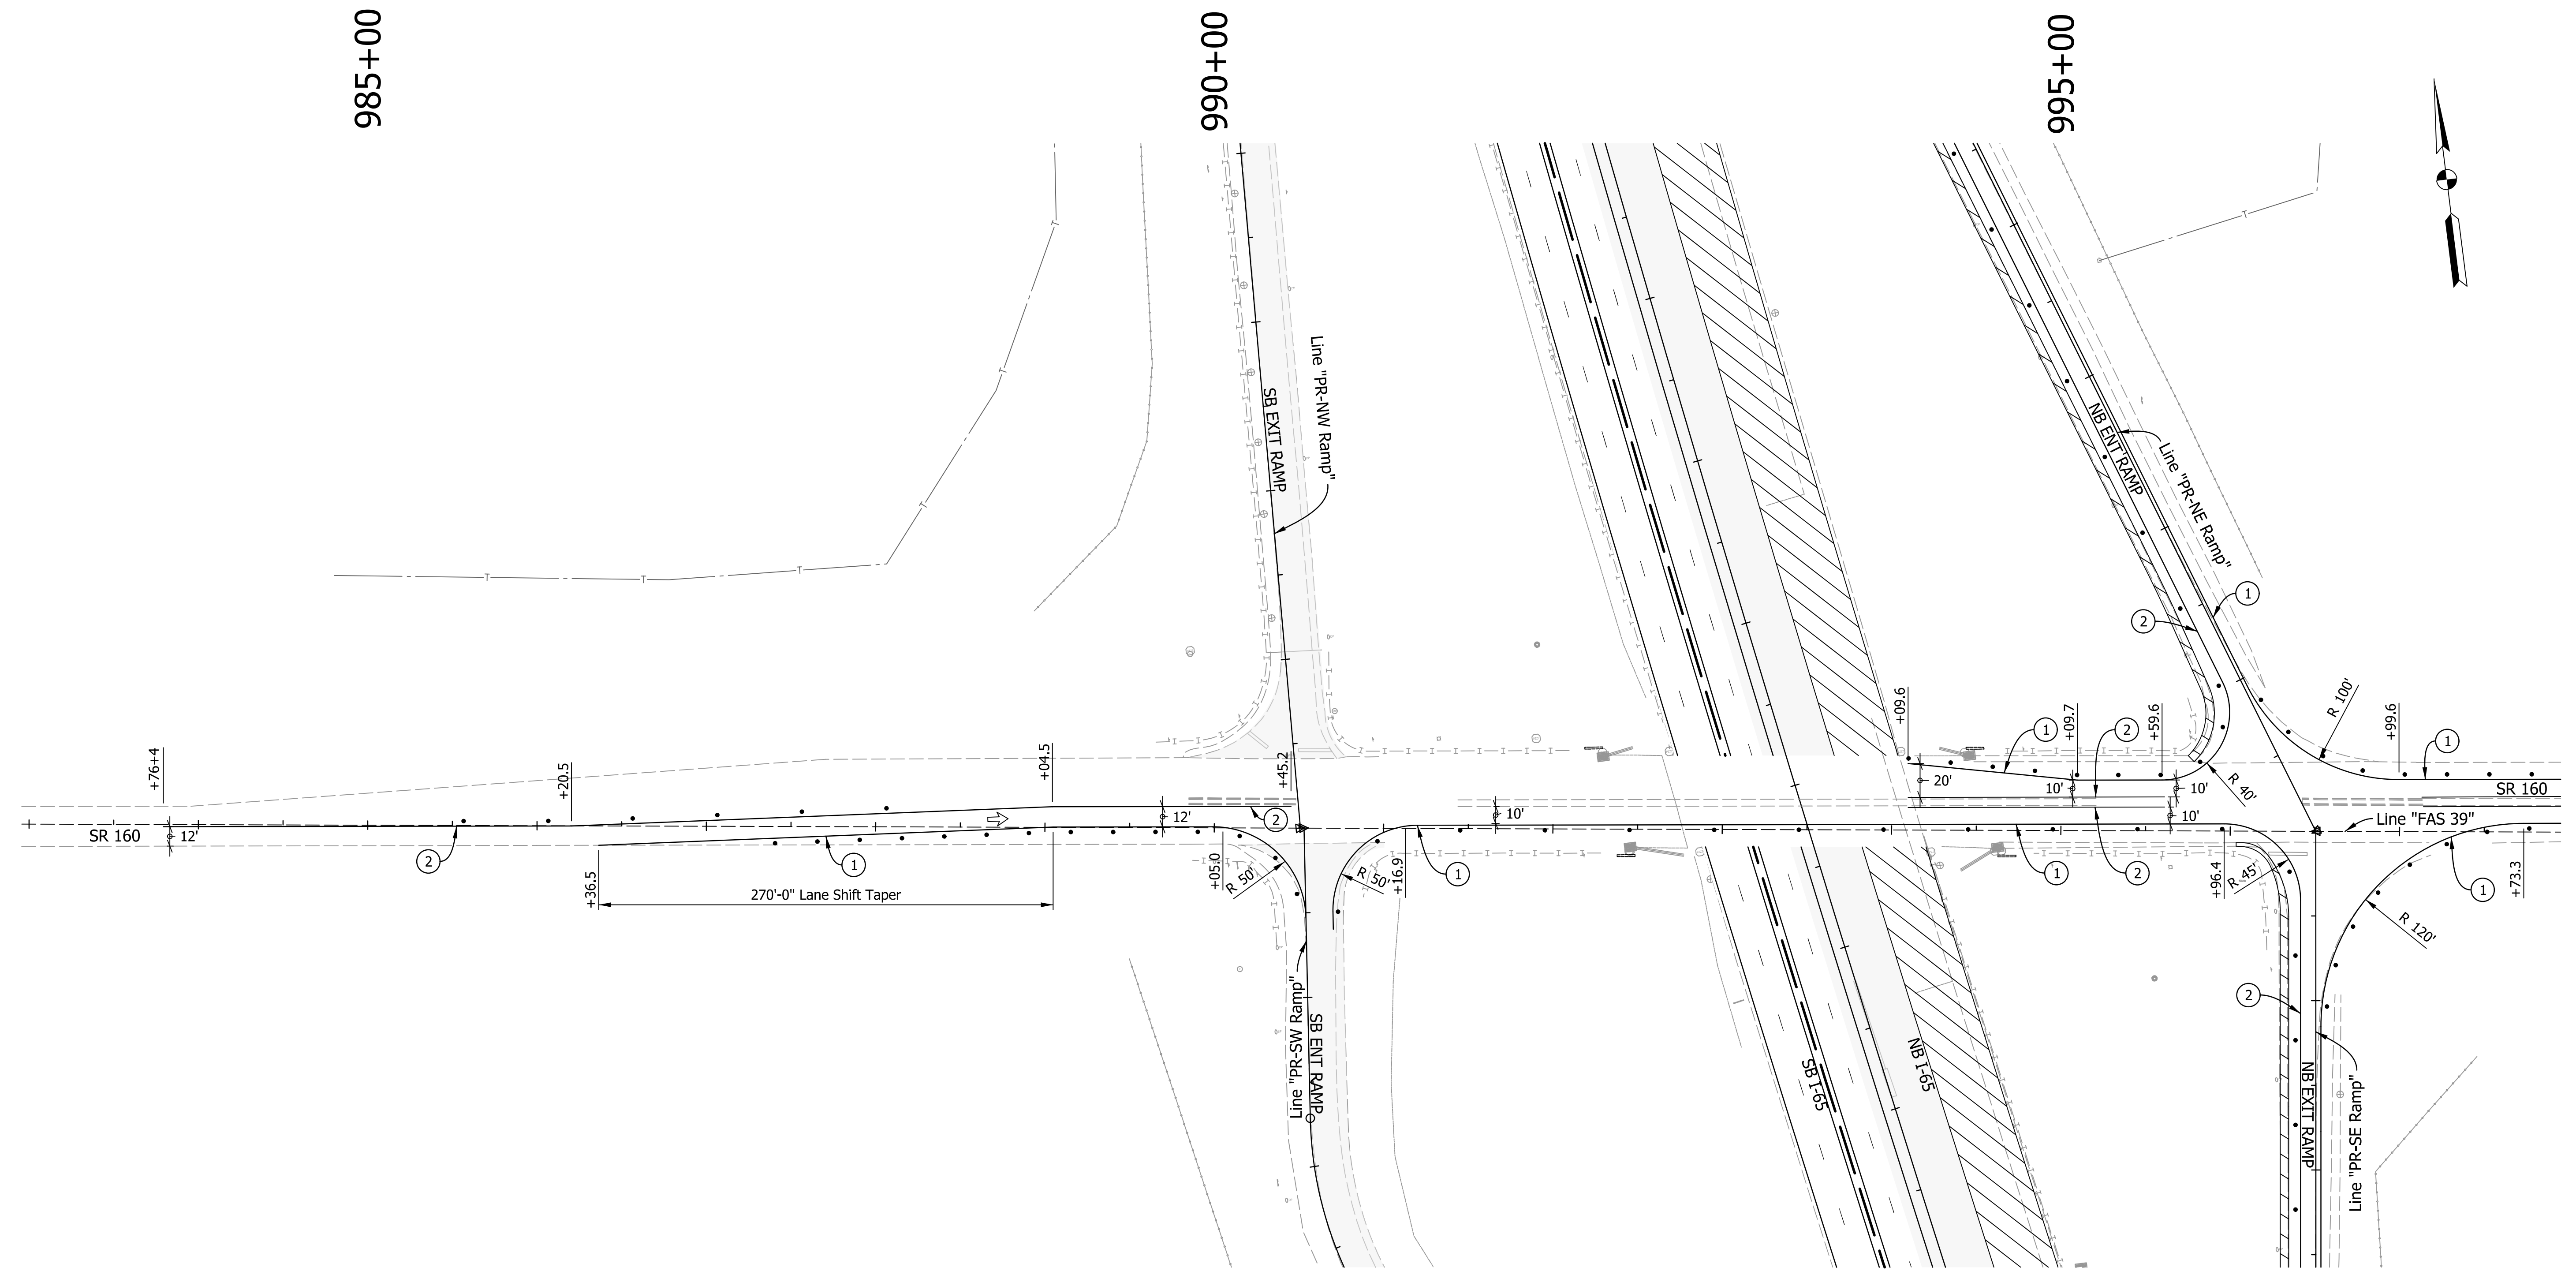 985+00
990+00
995+00
Line "PR-NW Ramp"
SB EXIT RAMP
NB ENT RAMP
Line "PR-NE Ramp"
T
T
T
T
T
T
T
1
2
R 100'
+09.6
+09.7
+59.6
+99.6
1
2
1
+76+4
+20.5
+04.5
+45.2
20'
10'
10'
R 40'
SR 160
12'
2
10'
10'
Line "FAS 39"
SR 160
12'
2
1
+36.5
270'-0" Lane Shift Taper
+05.0
R 50'
R 50'
+16.9
1
1
2
+96.4
R 45'
1
+73.3
R 120'
2
Line "PR-SW Ramp"
SB ENT RAMP
SB I-65
NB I-65
NB EXIT RAMP
Line "PR-SE Ramp"